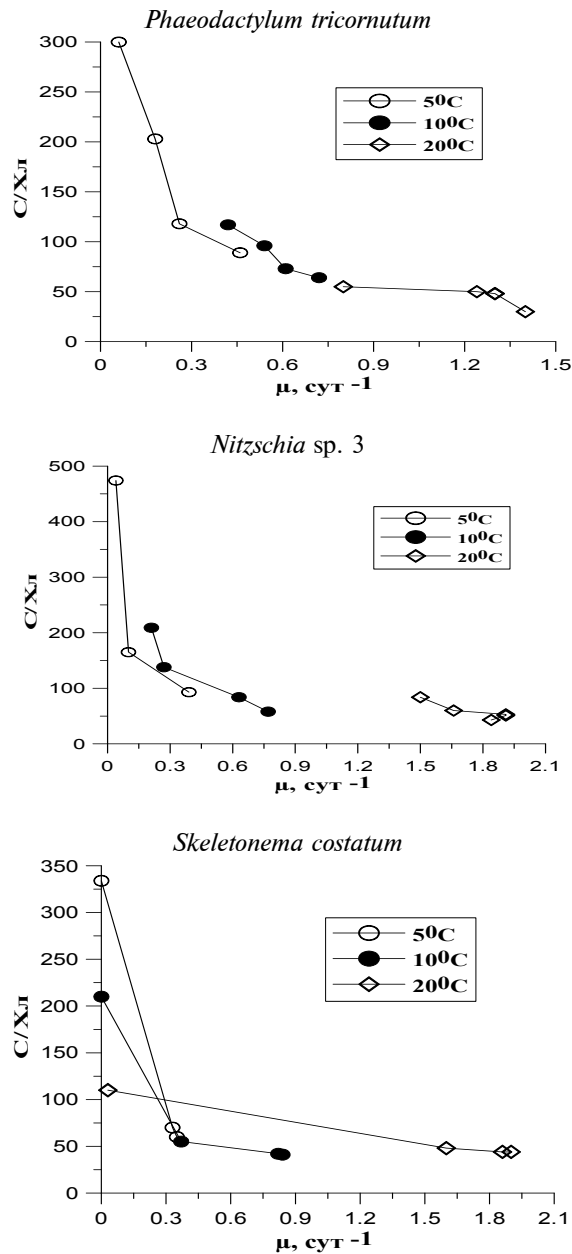 Phaeodactylum tricornutum
300
250
200
150
100
50
0
С/Хл
5⁰C
10⁰C
20⁰C
0 0.3 0.6 0.9 1.2 1.5
μ, сут -1
Nitzschia sp. 3
500
400
300
200
100
0
С/Хл
5⁰C
10⁰C
20⁰C
0 0.3 0.6 0.9 1.2 1.5 1.8 2.1
μ, сут -1
Skeletonema costatum
350
300
250
200
150
100
50
0
С/Хл
5⁰C
10⁰C
20⁰C
0 0.3 0.6 0.9 1.2 1.5 1.8 2.1
μ, сут -1